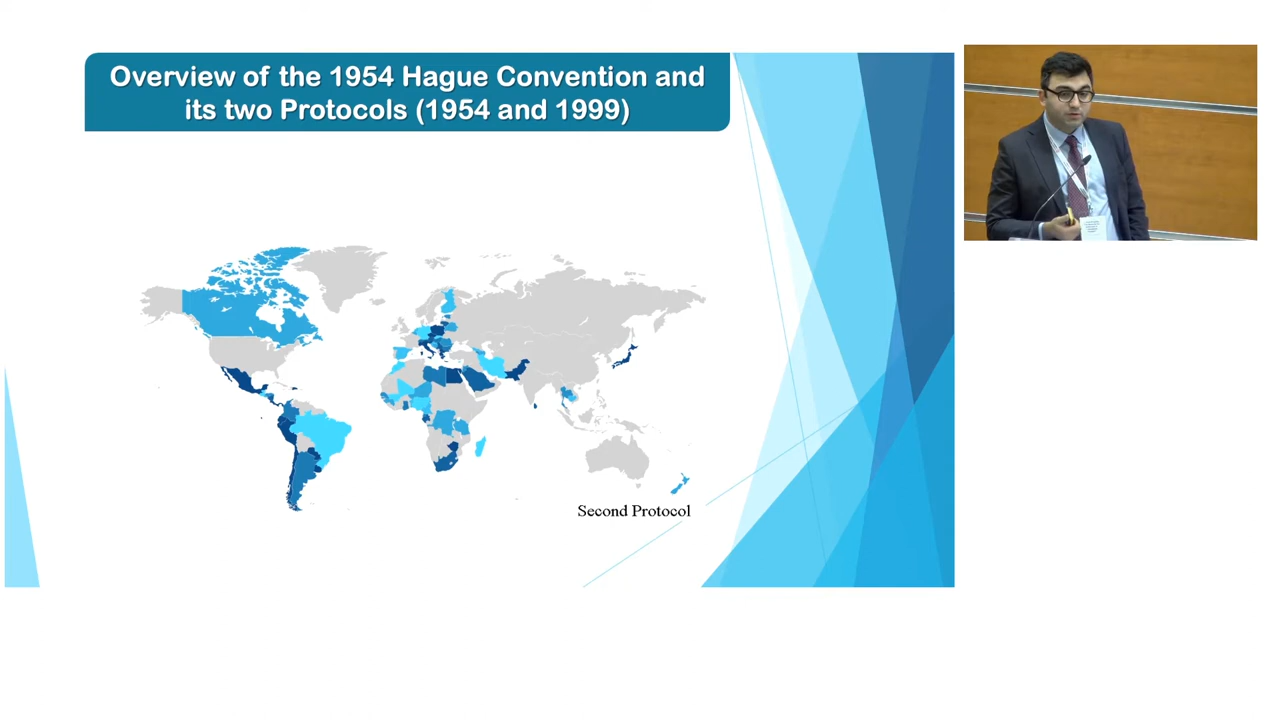 Overview of the 1954 Hague Convention and
its two Protocols (1954 and 1999)
Second Protocol